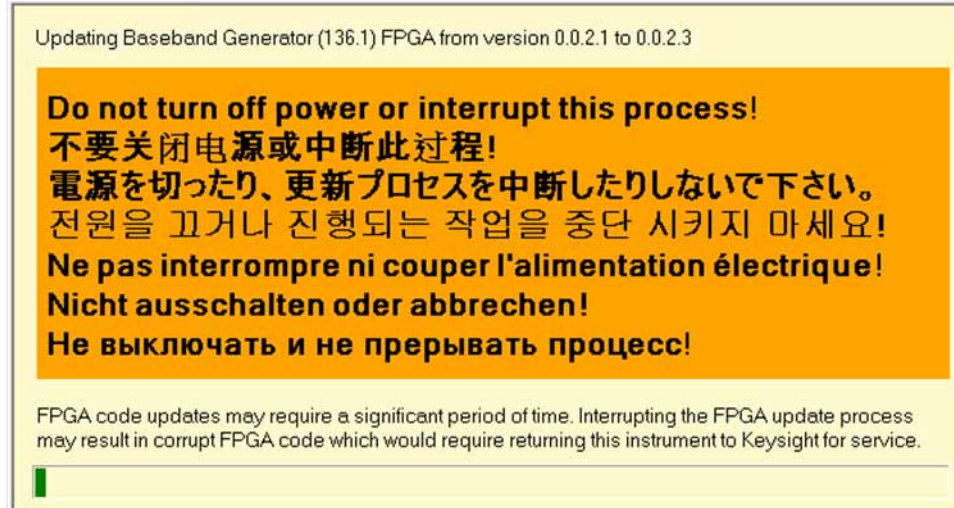 Updating Baseband Generator (136.1) FPGA from version 0.0.2.1 to 0.0.2.3
Do not turn off power or interrupt this process!
不要关闭电源或中断此过程!
電源を切ったり、更新プロセスを中断したりしないで下さい。
전원을 끄거나 진행되는 작업을 중단 시키지 마세요!
Ne pas interrompre ni couper l'alimentation électrique!
Nicht ausschalten oder abbrechen!
Не выключать и не прерывать процесс!
FPGA code updates may require a significant period of time. Interrupting the FPGA update process
may result in corrupt FPGA code which would require returning this instrument to Keysight for service.